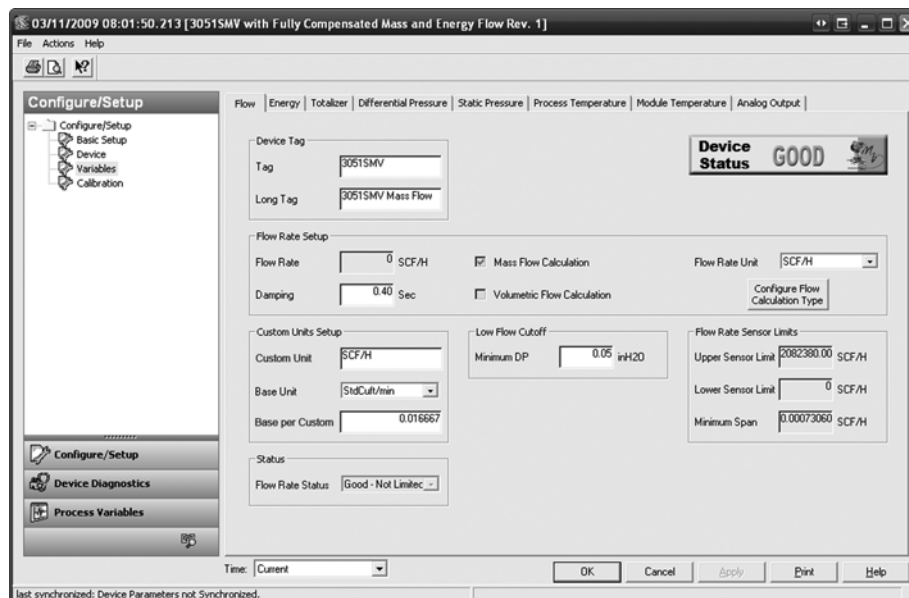 03/11/2009 08:01:50.213 [3051SMV with Fully Compensated Mass and Energy Flow Rev. 1]
File Actions Help
Configure/Setup
Configure/Setup
Basic Setup
Device
Variables
Calibration
Configure/Setup
Device Diagnostics
Process Variables
Flow Energy Totalizer Differential Pressure Static Pressure Process Temperature Module Temperature Analog Output
Device Tag
Tag 3051SMV
Long Tag 3051SMV Mass Flow
Device Status GOOD
Flow Rate Setup
Flow Rate 0 SCF/H Mass Flow Calculation Flow Rate Unit SCF/H
Damping 0.40 Sec Volumetric Flow Calculation Configure Flow Calculation Type
Custom Units Setup
Custom Unit SCF/H
Base Unit StdCuft/min
Base per Custom 0.016667
Low Flow Cutoff
Minimum DP 0.05 inH2O
Flow Rate Sensor Limits
Upper Sensor Limit 2082380.00 SCF/H
Lower Sensor Limit 0 SCF/H
Minimum Span 0.00073060 SCF/H
Status
Flow Rate Status Good - Not Limitec
Time: Current
OK Cancel Apply Print Help
last synchronized: Device Parameters not Synchronized.